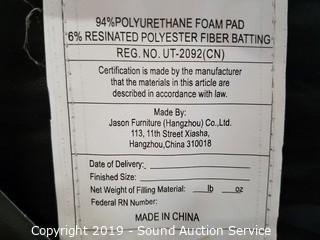 94%POLYURETHANE FOAM PAD
6% RESINATED POLYESTER FIBER BATTING
REG. NO. UT-2092(CN)
Certification is made by the manufacturer
that the materials in this article are
described in accordance with law.
Made By:
Jason Furniture (Hangzhou) Co.,Ltd.
113, 11th Street Xiasha,
Hangzhou,China 310018
Date of Delivery:
Finished Size:
Net Weight of Filling Material: lb oz
Federal RN Number:
MADE IN CHINA
Copyright 2019 - Sound Auction Service